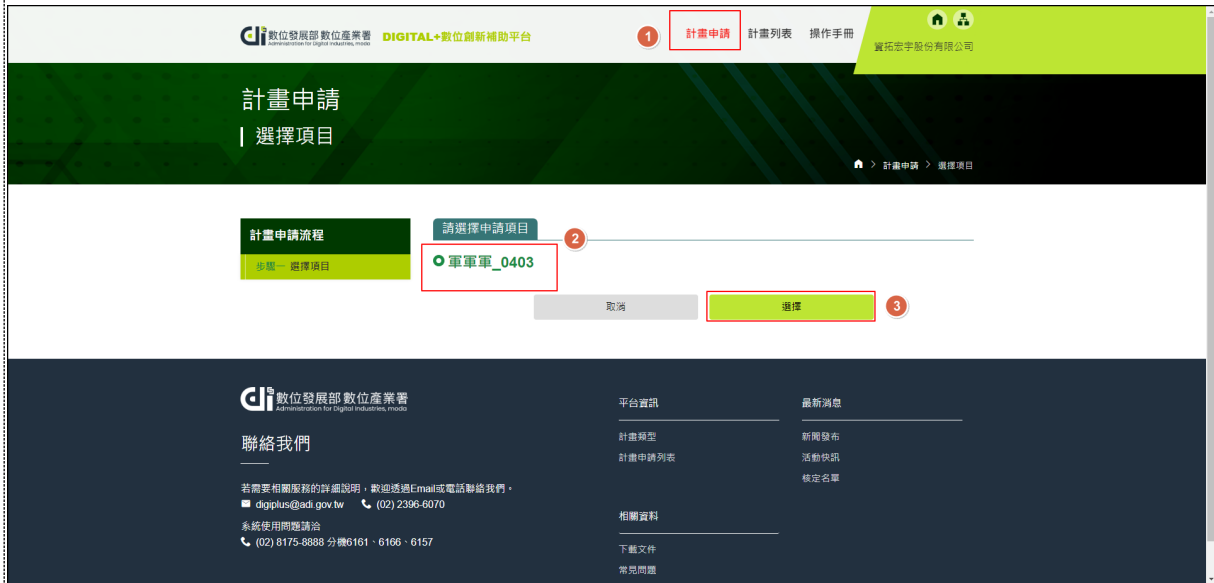 數位發展部 數位產業署
Administration for Digital Industries, moda
DIGITAL+數位創新補助平台
1
計畫申請 計畫列表 操作手冊
資拓宏宇股份有限公司
計畫申請
選擇項目
計畫申請 > 選擇項目
計畫申請流程
步驟一 選擇項目
請選擇申請項目
2
軍軍軍_0403
取消
選擇
3
數位發展部 數位產業署
Administration for Digital Industries, moda
聯絡我們
若需要相關服務的詳細說明，歡迎透過Email或電話聯絡我們。
digiplus@adi.gov.tw (02) 2396-6070
系統使用問題請洽
(02) 8175-8888 分機6161、6166、6157
平台資訊
計畫類型
計畫申請列表
最新消息
新聞發布
活動快訊
核定名單
相關資料
下載文件
常見問題